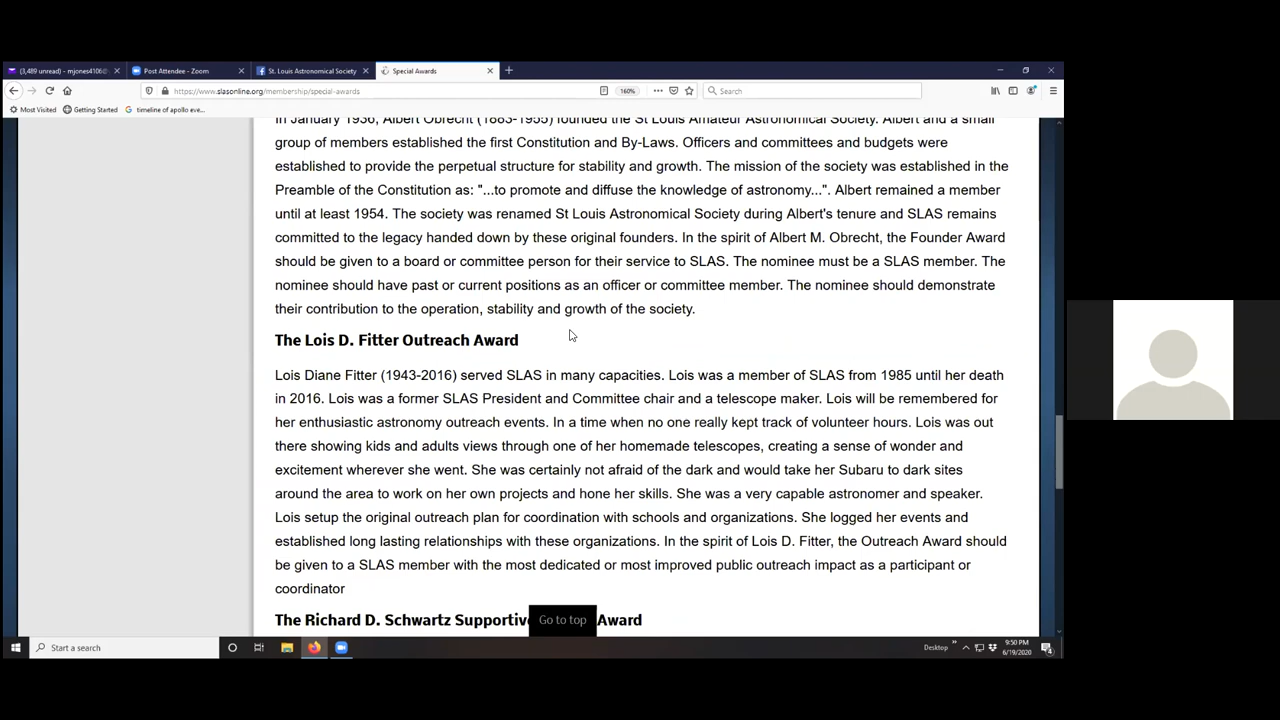 (3,489 unread) - mjones4106@
Post Attendee - Zoom
St. Louis Astronomical Society
Special Awards
https://www.slasonline.org/membership/special-awards
160%
Search
Most Visited
Getting Started
timeline of apollo eve...
In January 1936, Albert Obrecht (1883-1955) founded the St Louis Amateur Astronomical Society. Albert and a small
group of members established the first Constitution and By-Laws. Officers and committees and budgets were
established to provide the perpetual structure for stability and growth. The mission of the society was established in the
Preamble of the Constitution as: "...to promote and diffuse the knowledge of astronomy...". Albert remained a member
until at least 1954. The society was renamed St Louis Astronomical Society during Albert's tenure and SLAS remains
committed to the legacy handed down by these original founders. In the spirit of Albert M. Obrecht, the Founder Award
should be given to a board or committee person for their service to SLAS. The nominee must be a SLAS member. The
nominee should have past or current positions as an officer or committee member. The nominee should demonstrate
their contribution to the operation, stability and growth of the society.
The Lois D. Fitter Outreach Award
Lois Diane Fitter (1943-2016) served SLAS in many capacities. Lois was a member of SLAS from 1985 until her death
in 2016. Lois was a former SLAS President and Committee chair and a telescope maker. Lois will be remembered for
her enthusiastic astronomy outreach events. In a time when no one really kept track of volunteer hours. Lois was out
there showing kids and adults views through one of her homemade telescopes, creating a sense of wonder and
excitement wherever she went. She was certainly not afraid of the dark and would take her Subaru to dark sites
around the area to work on her own projects and hone her skills. She was a very capable astronomer and speaker.
Lois setup the original outreach plan for coordination with schools and organizations. She logged her events and
established long lasting relationships with these organizations. In the spirit of Lois D. Fitter, the Outreach Award should
be given to a SLAS member with the most dedicated or most improved public outreach impact as a participant or
coordinator
The Richard D. Schwartz Supportive Award
Go to top
Start a search
Desktop
9:50 PM
6/19/2020